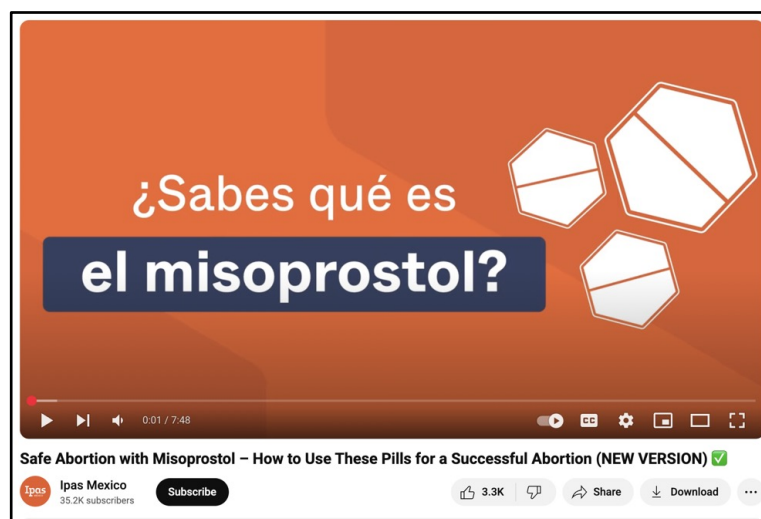 ¿Sabes qué es
el misoprostol?
0:01 / 7:48
CC
Safe Abortion with Misoprostol – How to Use These Pills for a Successful Abortion (NEW VERSION) ✅
Ipas
Ipas Mexico
35.2K subscribers
Subscribe
3.3K
Share
Download